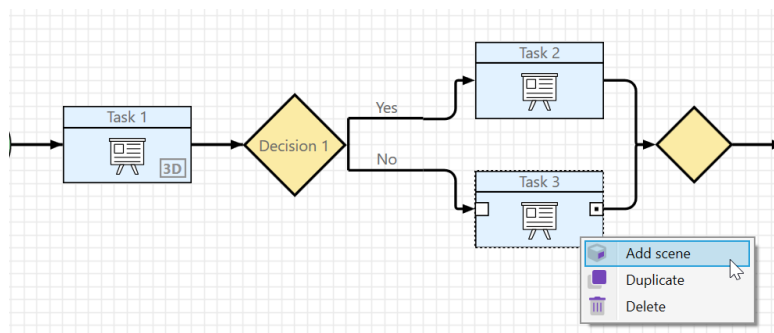 Task 1
3D
Decision 1
Yes
No
Task 2
Task 3
Add scene
Duplicate
Delete